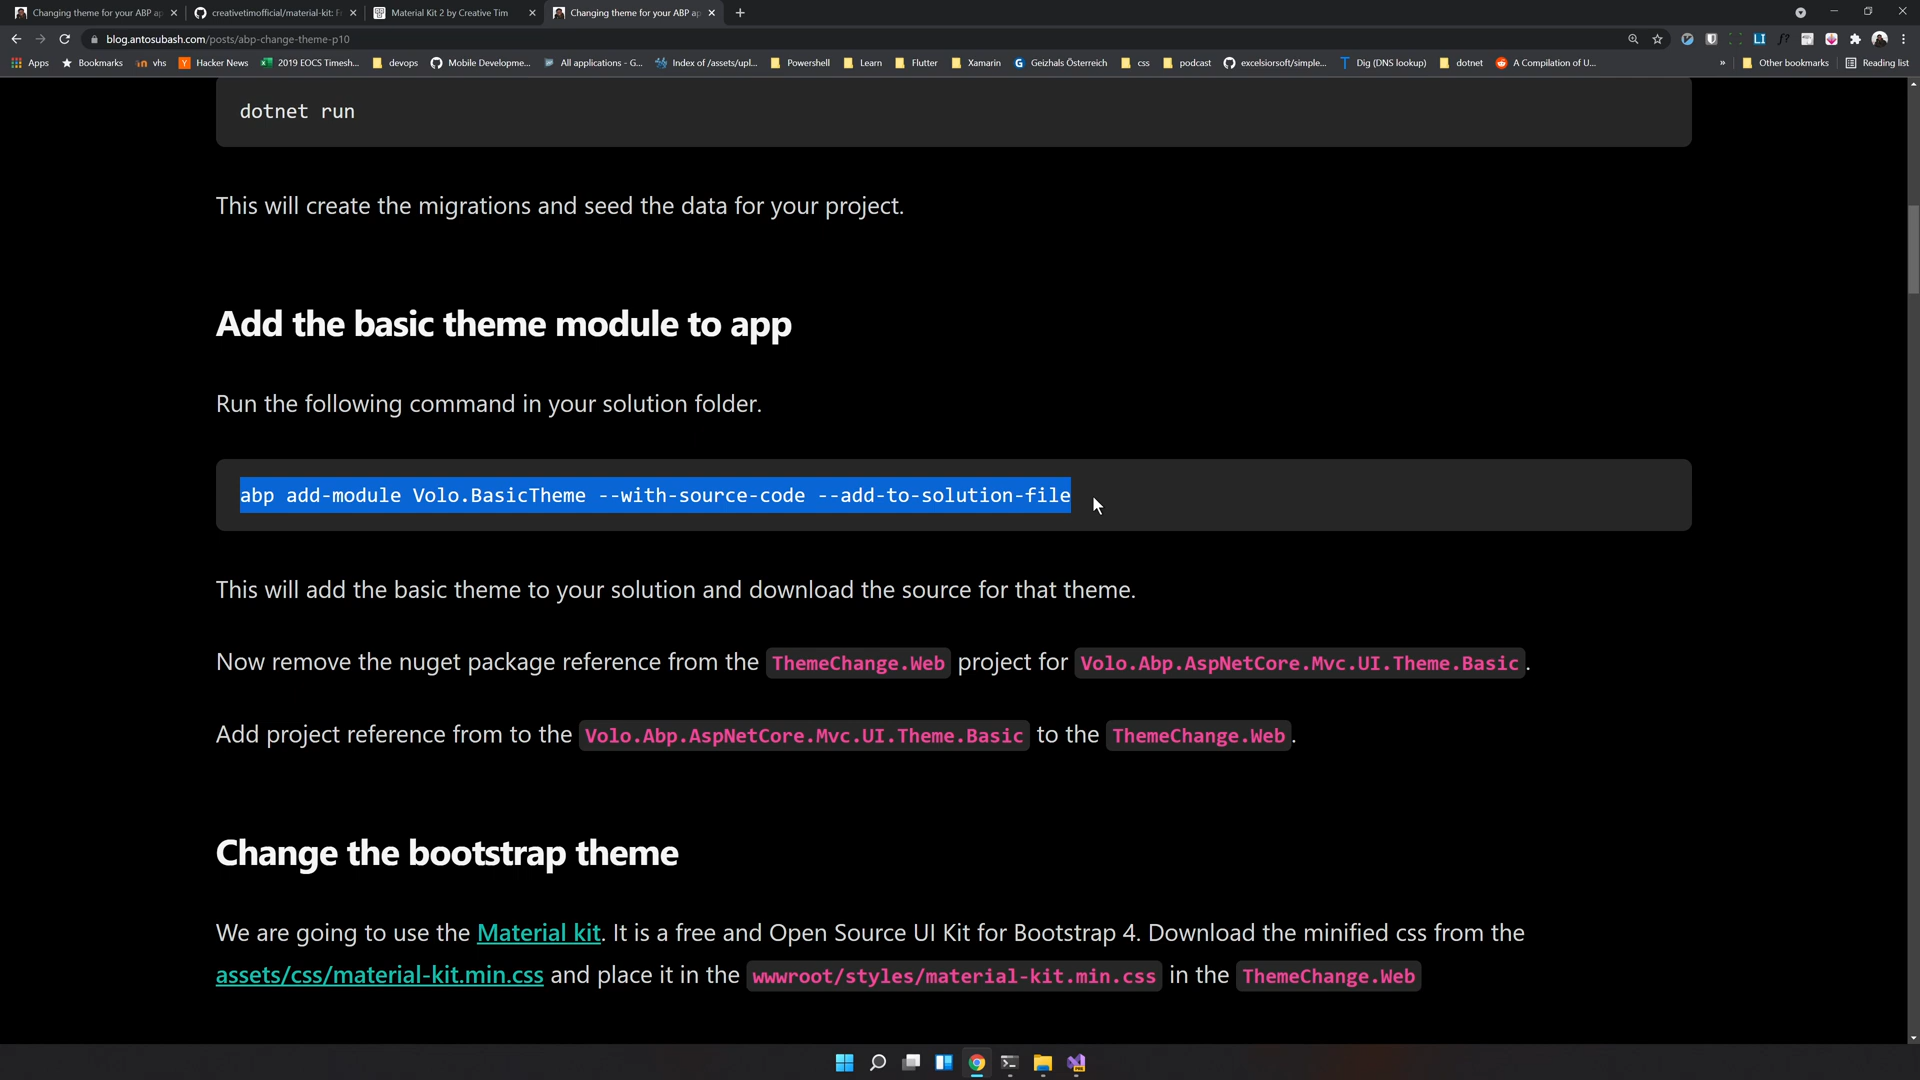 Changing theme for your ABP ap
creativetimofficial/material-kit: F
Material Kit 2 by Creative Tim
Changing theme for your ABP ap
blog.antosubash.com/posts/abp-change-theme-p10
Apps
Bookmarks
vhs
Hacker News
2019 EOCS Timesh...
devops
Mobile Developme...
All applications - G...
Index of /assets/upl...
Powershell
Learn
Flutter
Xamarin
Geizhals Österreich
css
podcast
excelsiorsoft/simple...
Dig (DNS lookup)
dotnet
A Compilation of U...
»
Other bookmarks
Reading list
dotnet run
This will create the migrations and seed the data for your project.
Add the basic theme module to app
Run the following command in your solution folder.
abp add-module Volo.BasicTheme --with-source-code --add-to-solution-file
This will add the basic theme to your solution and download the source for that theme.
Now remove the nuget package reference from the ThemeChange.Web project for Volo.Abp.AspNetCore.Mvc.UI.Theme.Basic.
Add project reference from to the Volo.Abp.AspNetCore.Mvc.UI.Theme.Basic to the ThemeChange.Web.
Change the bootstrap theme
We are going to use the Material kit. It is a free and Open Source UI Kit for Bootstrap 4. Download the minified css from the
assets/css/material-kit.min.css and place it in the wwwroot/styles/material-kit.min.css in the ThemeChange.Web